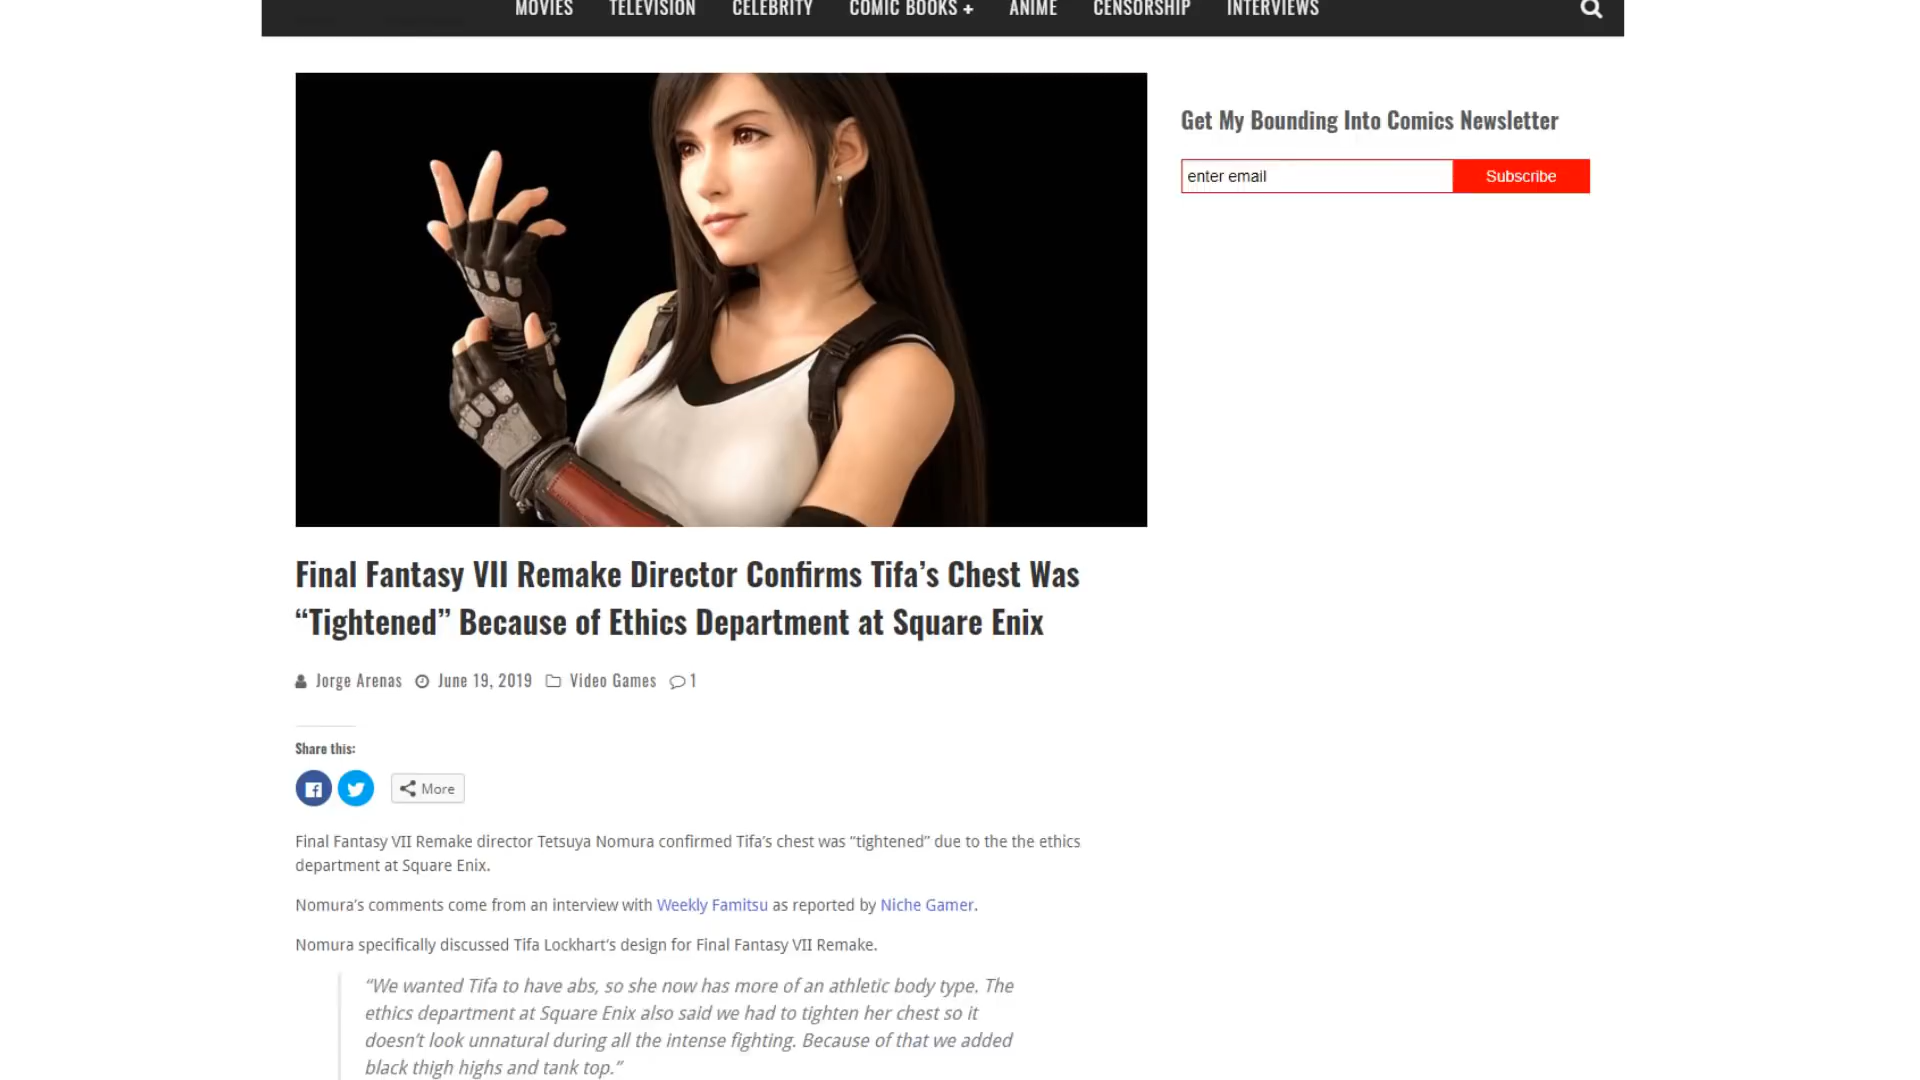 MOVIES TELEVISION CELEBRITY COMIC BOOKS + ANIME CENSORSHIP INTERVIEWS
Get My Bounding Into Comics Newsletter
enter email Subscribe
Final Fantasy VII Remake Director Confirms Tifa’s Chest Was
“Tightened” Because of Ethics Department at Square Enix
Jorge Arenas June 19, 2019 Video Games 1
Share this:
More
Final Fantasy VII Remake director Tetsuya Nomura confirmed Tifa’s chest was “tightened” due to the the ethics
department at Square Enix.
Nomura’s comments come from an interview with Weekly Famitsu as reported by Niche Gamer.
Nomura specifically discussed Tifa Lockhart’s design for Final Fantasy VII Remake.
“We wanted Tifa to have abs, so she now has more of an athletic body type. The
ethics department at Square Enix also said we had to tighten her chest so it
doesn’t look unnatural during all the intense fighting. Because of that we added
black thigh highs and tank top.”